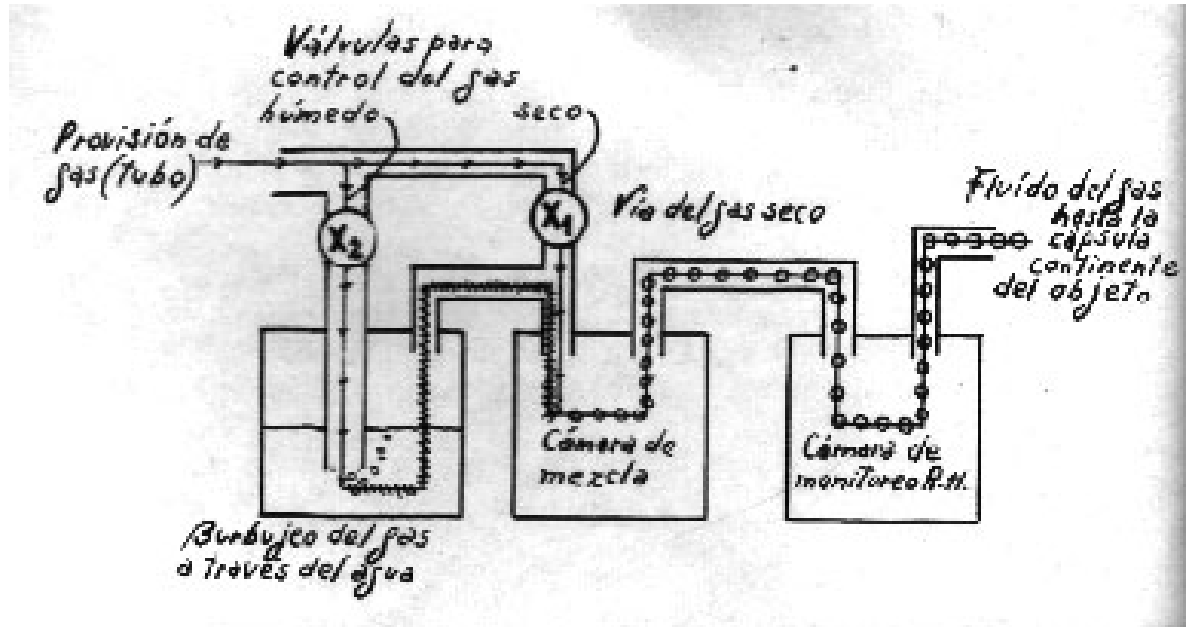 Válvulas para
control del gas
húmedo
seco
Provisión de
gas (tubo)
X2
X1
Vía del gas seco
Fluído del gas
hasta la
capsula
continente
del objeto
Cámara de
mezcla
Cámara de
monitoreo R.H.
Burbujeo del gas
a través del agua